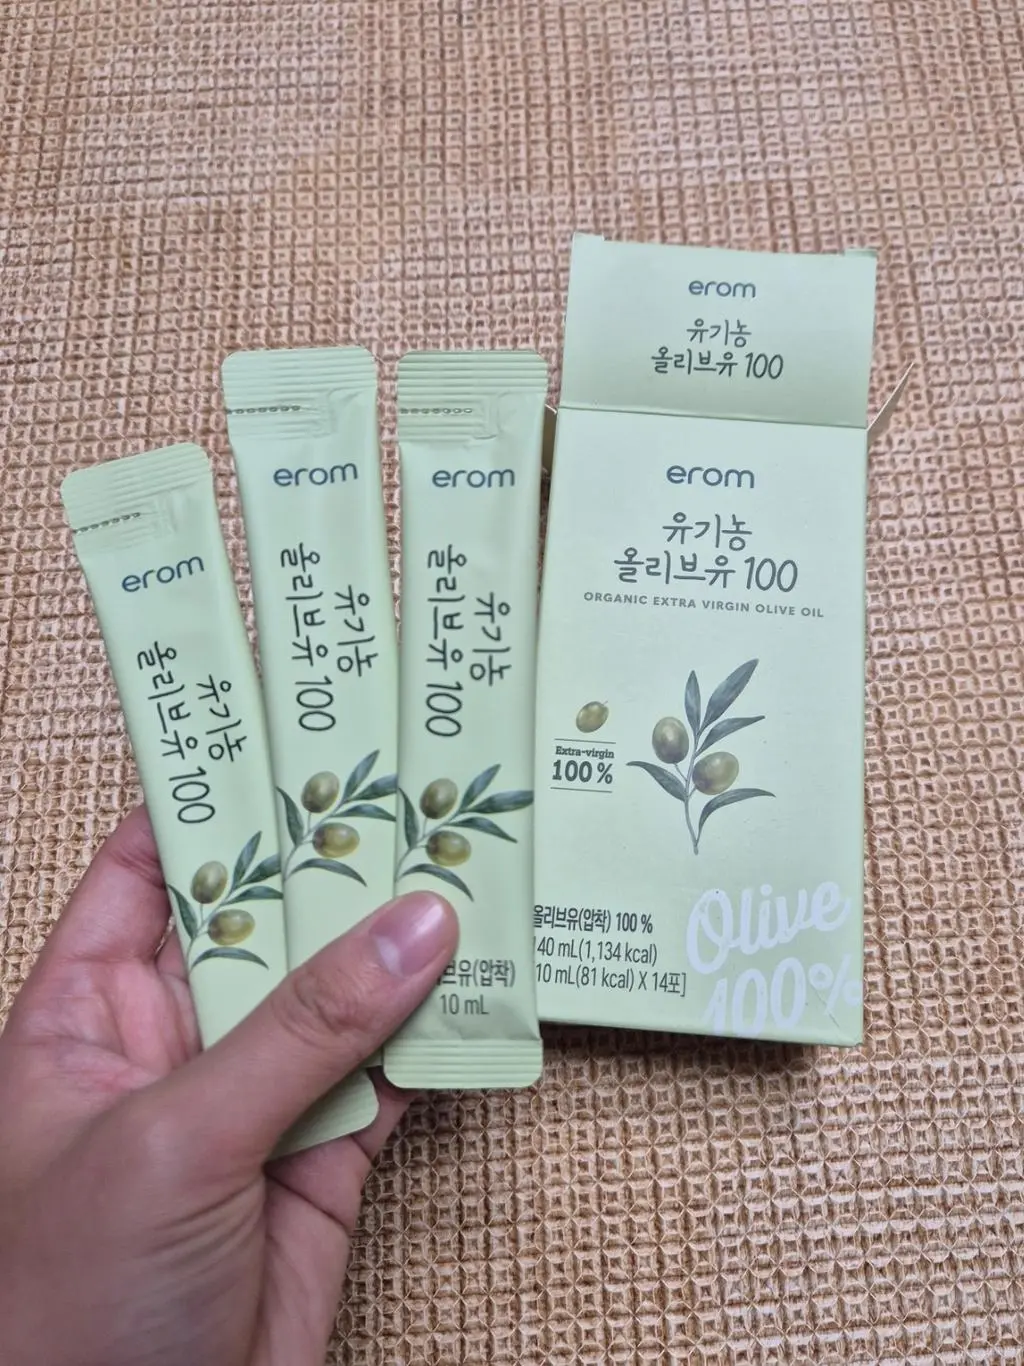 erom
유기농
올리브유 100
erom
유기농
올리브유 100
erom
유기농
올리브유 100
erom
유기농
올리브유 100
(압착)
10 mL
erom
유기농
올리브유 100
ORGANIC EXTRA VIRGIN OLIVE OIL
Extra-virgin
100 %
올리브유(압착) 100 %
40 mL(1,134 kcal)
10 mL(81 kcal) X 14포]
Olive
100%